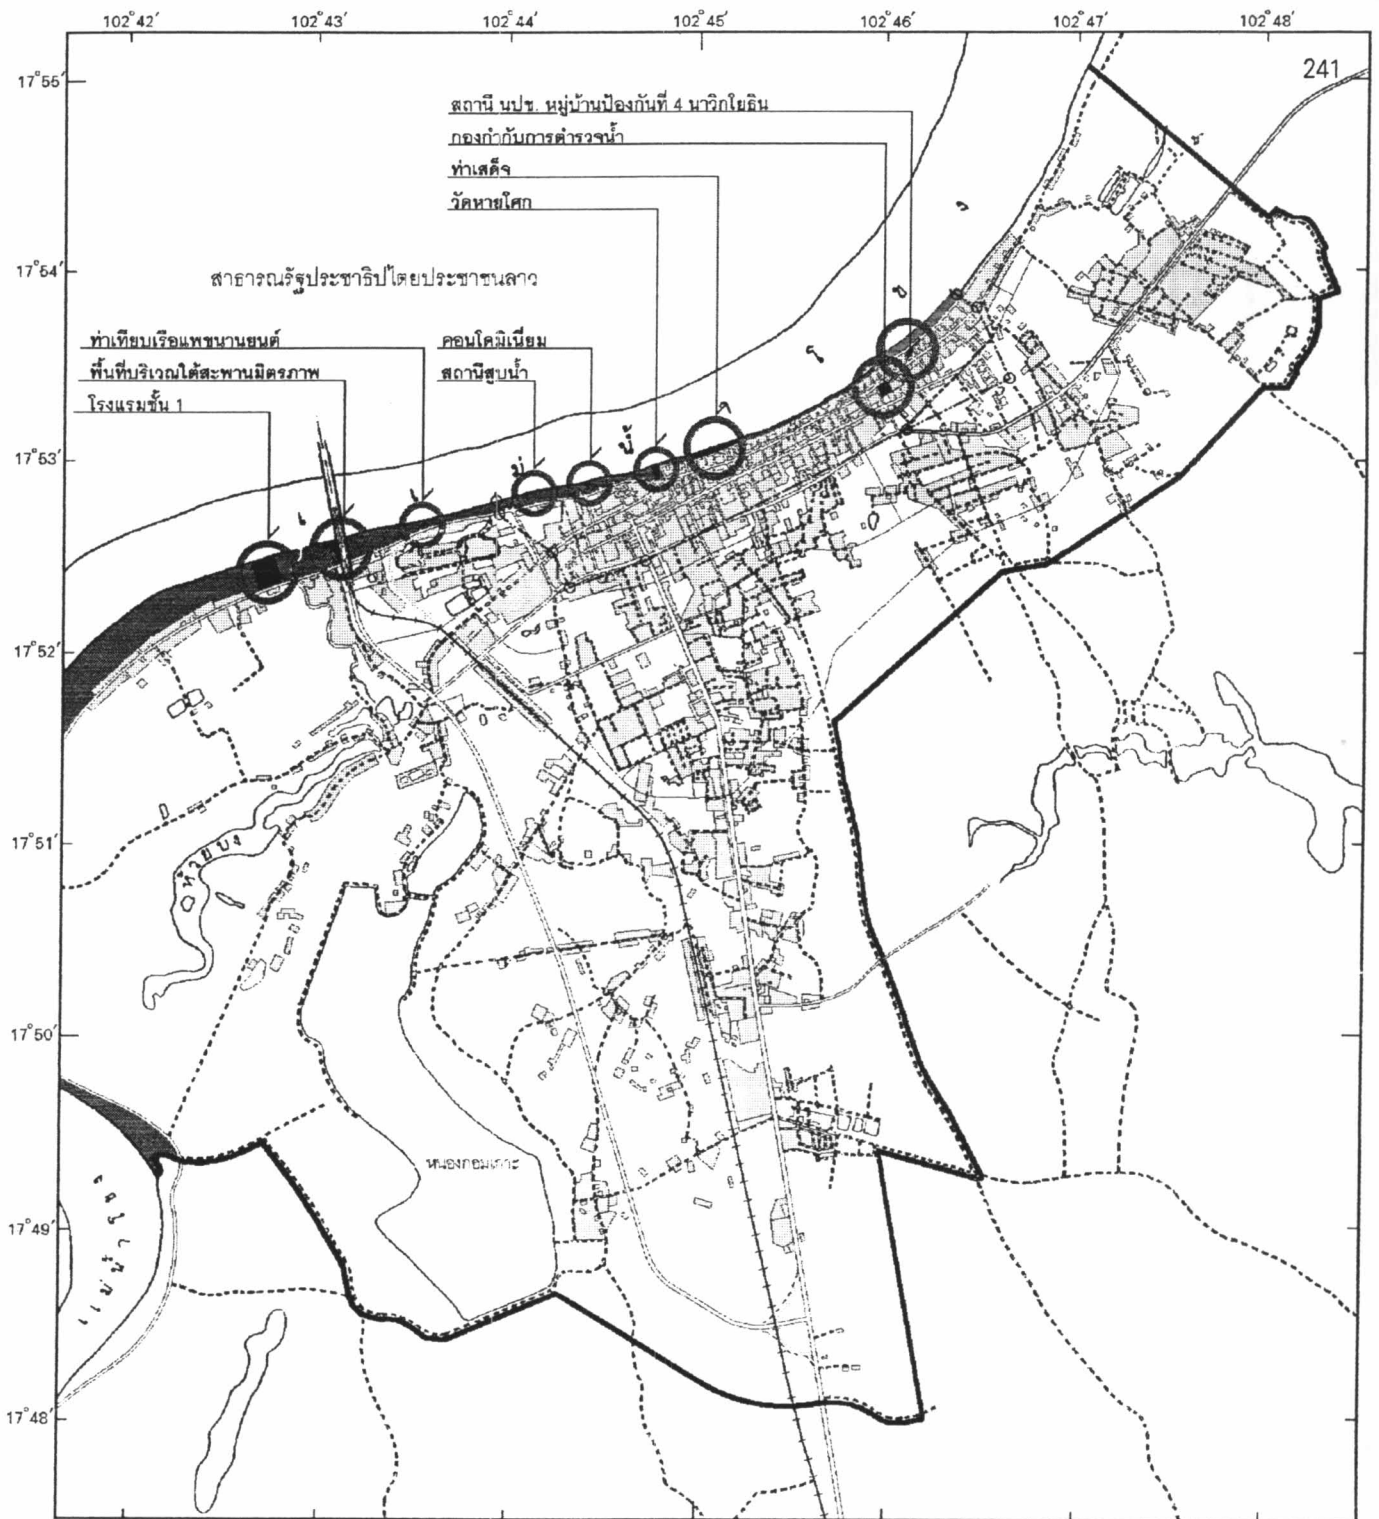 102°42′ 102°43′ 102°44′ 102°45′ 102°46′ 102°47′ 102°48′
241
17°55′
สถานี นปข. หมู่บ้านป้องกันที่ 4 นาวิกโยธิน
กองกำกับการตำรวจน้ำ
ท่าเสด็จ
วัดหายโศก
17°54′
สาธารณรัฐประชาธิปไตยประชาชนลาว
ท่าเทียบเรือแพขนานยนต์
คอนโดมิเนี่ยม
พื้นที่บริเวณใต้สะพานมิตรภาพ
สถานีสูบน้ำ
โรงแรมชั้น 1
17°53′
17°52′
17°51′
ห้วยบง
17°50′
หนองกอมเกาะ
17°49′
17°48′